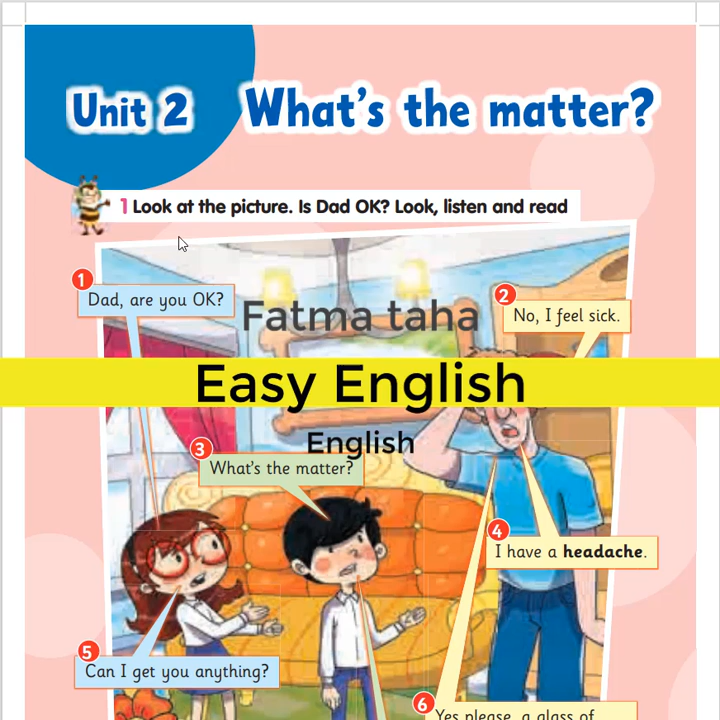 Unit 2 What's the matter?
1 Look at the picture. Is Dad OK? Look, listen and read
1
Dad, are you OK?
2
No, I feel sick.
Fatma taha
Easy English
English
3
What's the matter?
4
I have a headache.
5
Can I get you anything?
6
Yes please, a glass of